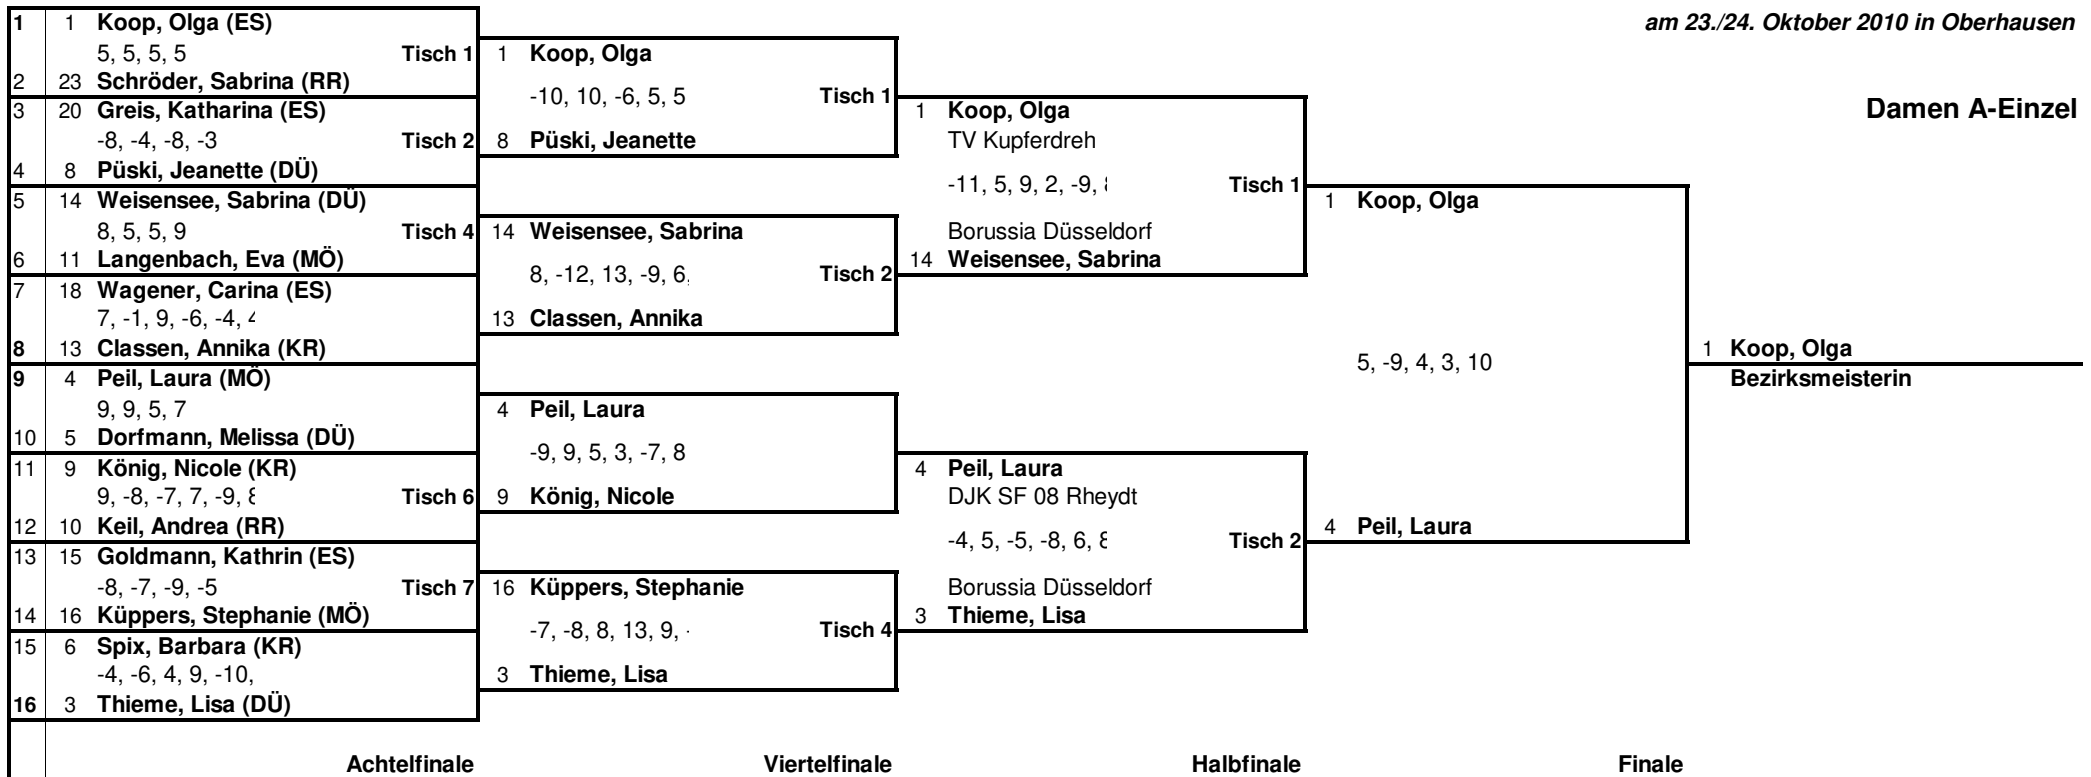 am 23./24. Oktober 2010 in Oberhausen
Damen A-Einzel
1 1 Koop, Olga (ES)
5, 5, 5, 5 Tisch 1
2 23 Schröder, Sabrina (RR)
3 20 Greis, Katharina (ES)
-8, -4, -8, -3 Tisch 2
4 8 Püski, Jeanette (DÜ)
5 14 Weisensee, Sabrina (DÜ)
8, 5, 5, 9 Tisch 4
6 11 Langenbach, Eva (MÖ)
7 18 Wagener, Carina (ES)
7, -1, 9, -6, -4,
8 13 Classen, Annika (KR)
9 4 Peil, Laura (MÖ)
9, 9, 5, 7
10 5 Dorfmann, Melissa (DÜ)
11 9 König, Nicole (KR)
9, -8, -7, 7, -9, Tisch 6
12 10 Keil, Andrea (RR)
13 15 Goldmann, Kathrin (ES)
-8, -7, -9, -5 Tisch 7
14 16 Küppers, Stephanie (MÖ)
15 6 Spix, Barbara (KR)
-4, -6, 4, 9, -10,
16 3 Thieme, Lisa (DÜ)
Achtelfinale
1 Koop, Olga
-10, 10, -6, 5, 5 Tisch 1
8 Püski, Jeanette
14 Weisensee, Sabrina
8, -12, 13, -9, 6, Tisch 2
13 Classen, Annika
4 Peil, Laura
-9, 9, 5, 3, -7, 8
9 König, Nicole
16 Küppers, Stephanie
-7, -8, 8, 13, 9, Tisch 4
3 Thieme, Lisa
Viertelfinale
1 Koop, Olga
TV Kupferdreh
-11, 5, 9, 2, -9, Tisch 1
Borussia Düsseldorf
14 Weisensee, Sabrina
4 Peil, Laura
DJK SF 08 Rheydt
-4, 5, -5, -8, 6, Tisch 2
Borussia Düsseldorf
3 Thieme, Lisa
Halbfinale
1 Koop, Olga
5, -9, 4, 3, 10
4 Peil, Laura
Finale
1 Koop, Olga
Bezirksmeisterin